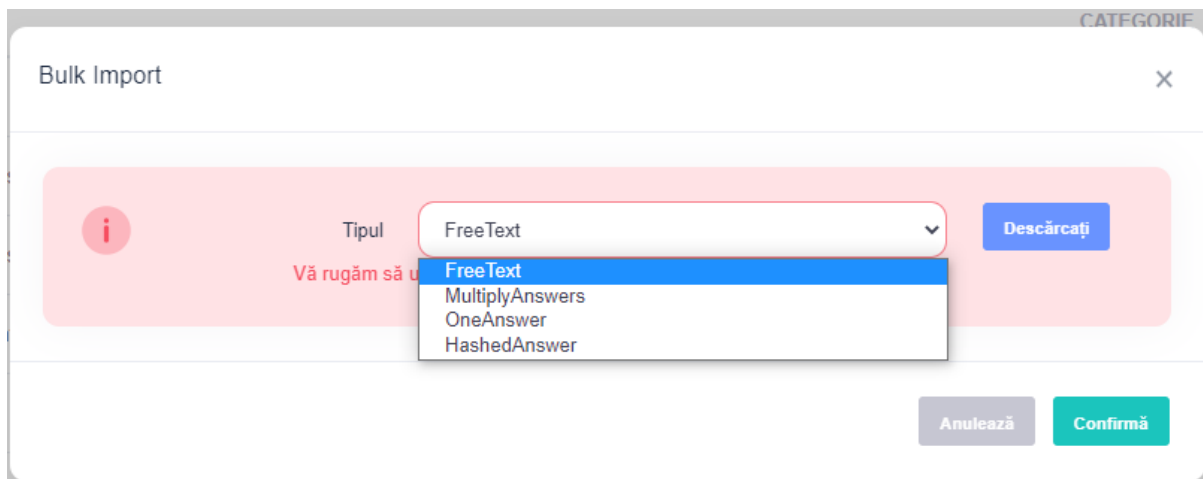 CATEGORIE
Bulk Import
Tipul FreeText Descărcați
Vă rugăm să
FreeText
MultiplyAnswers
OneAnswer
HashedAnswer
Anulează Confirmă